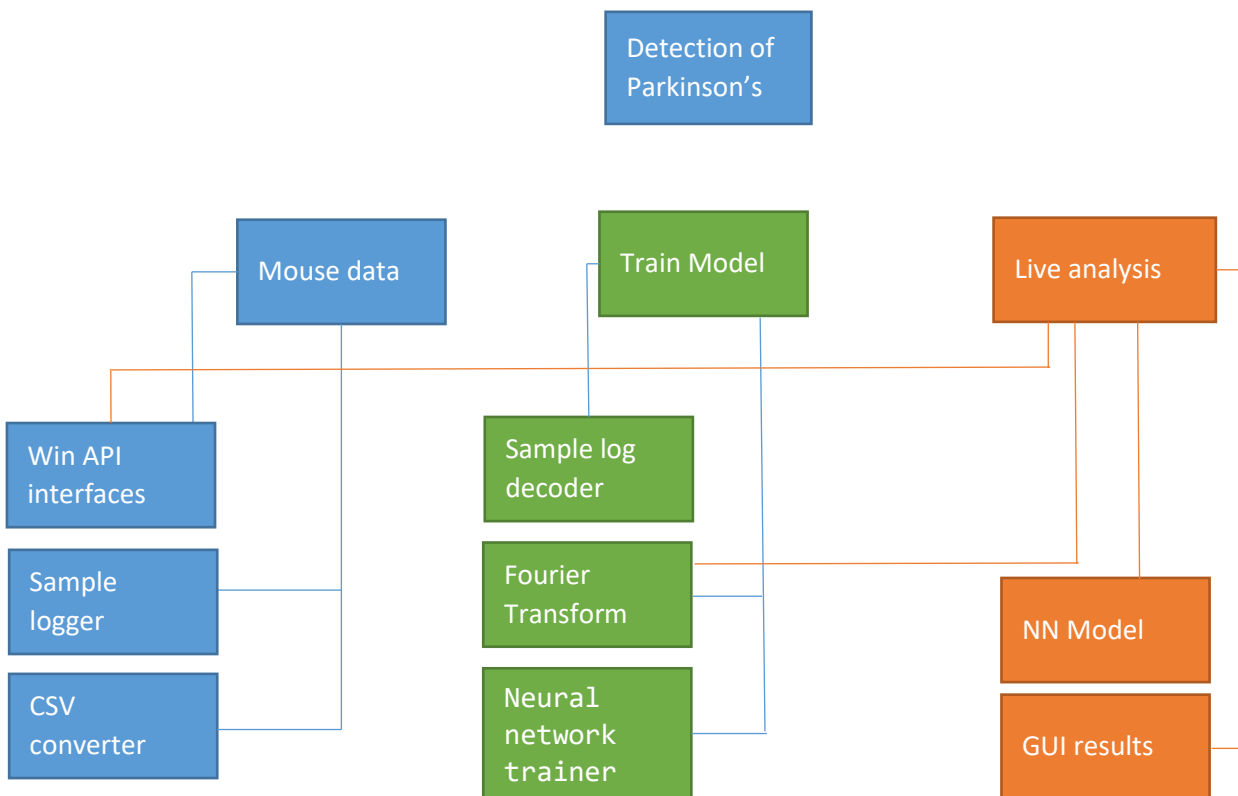 Detection of
Parkinson’s
Mouse data
Train Model
Live analysis
Win API
interfaces
Sample log
decoder
Sample
logger
Fourier
Transform
NN Model
CSV
converter
Neural
network
trainer
GUI results